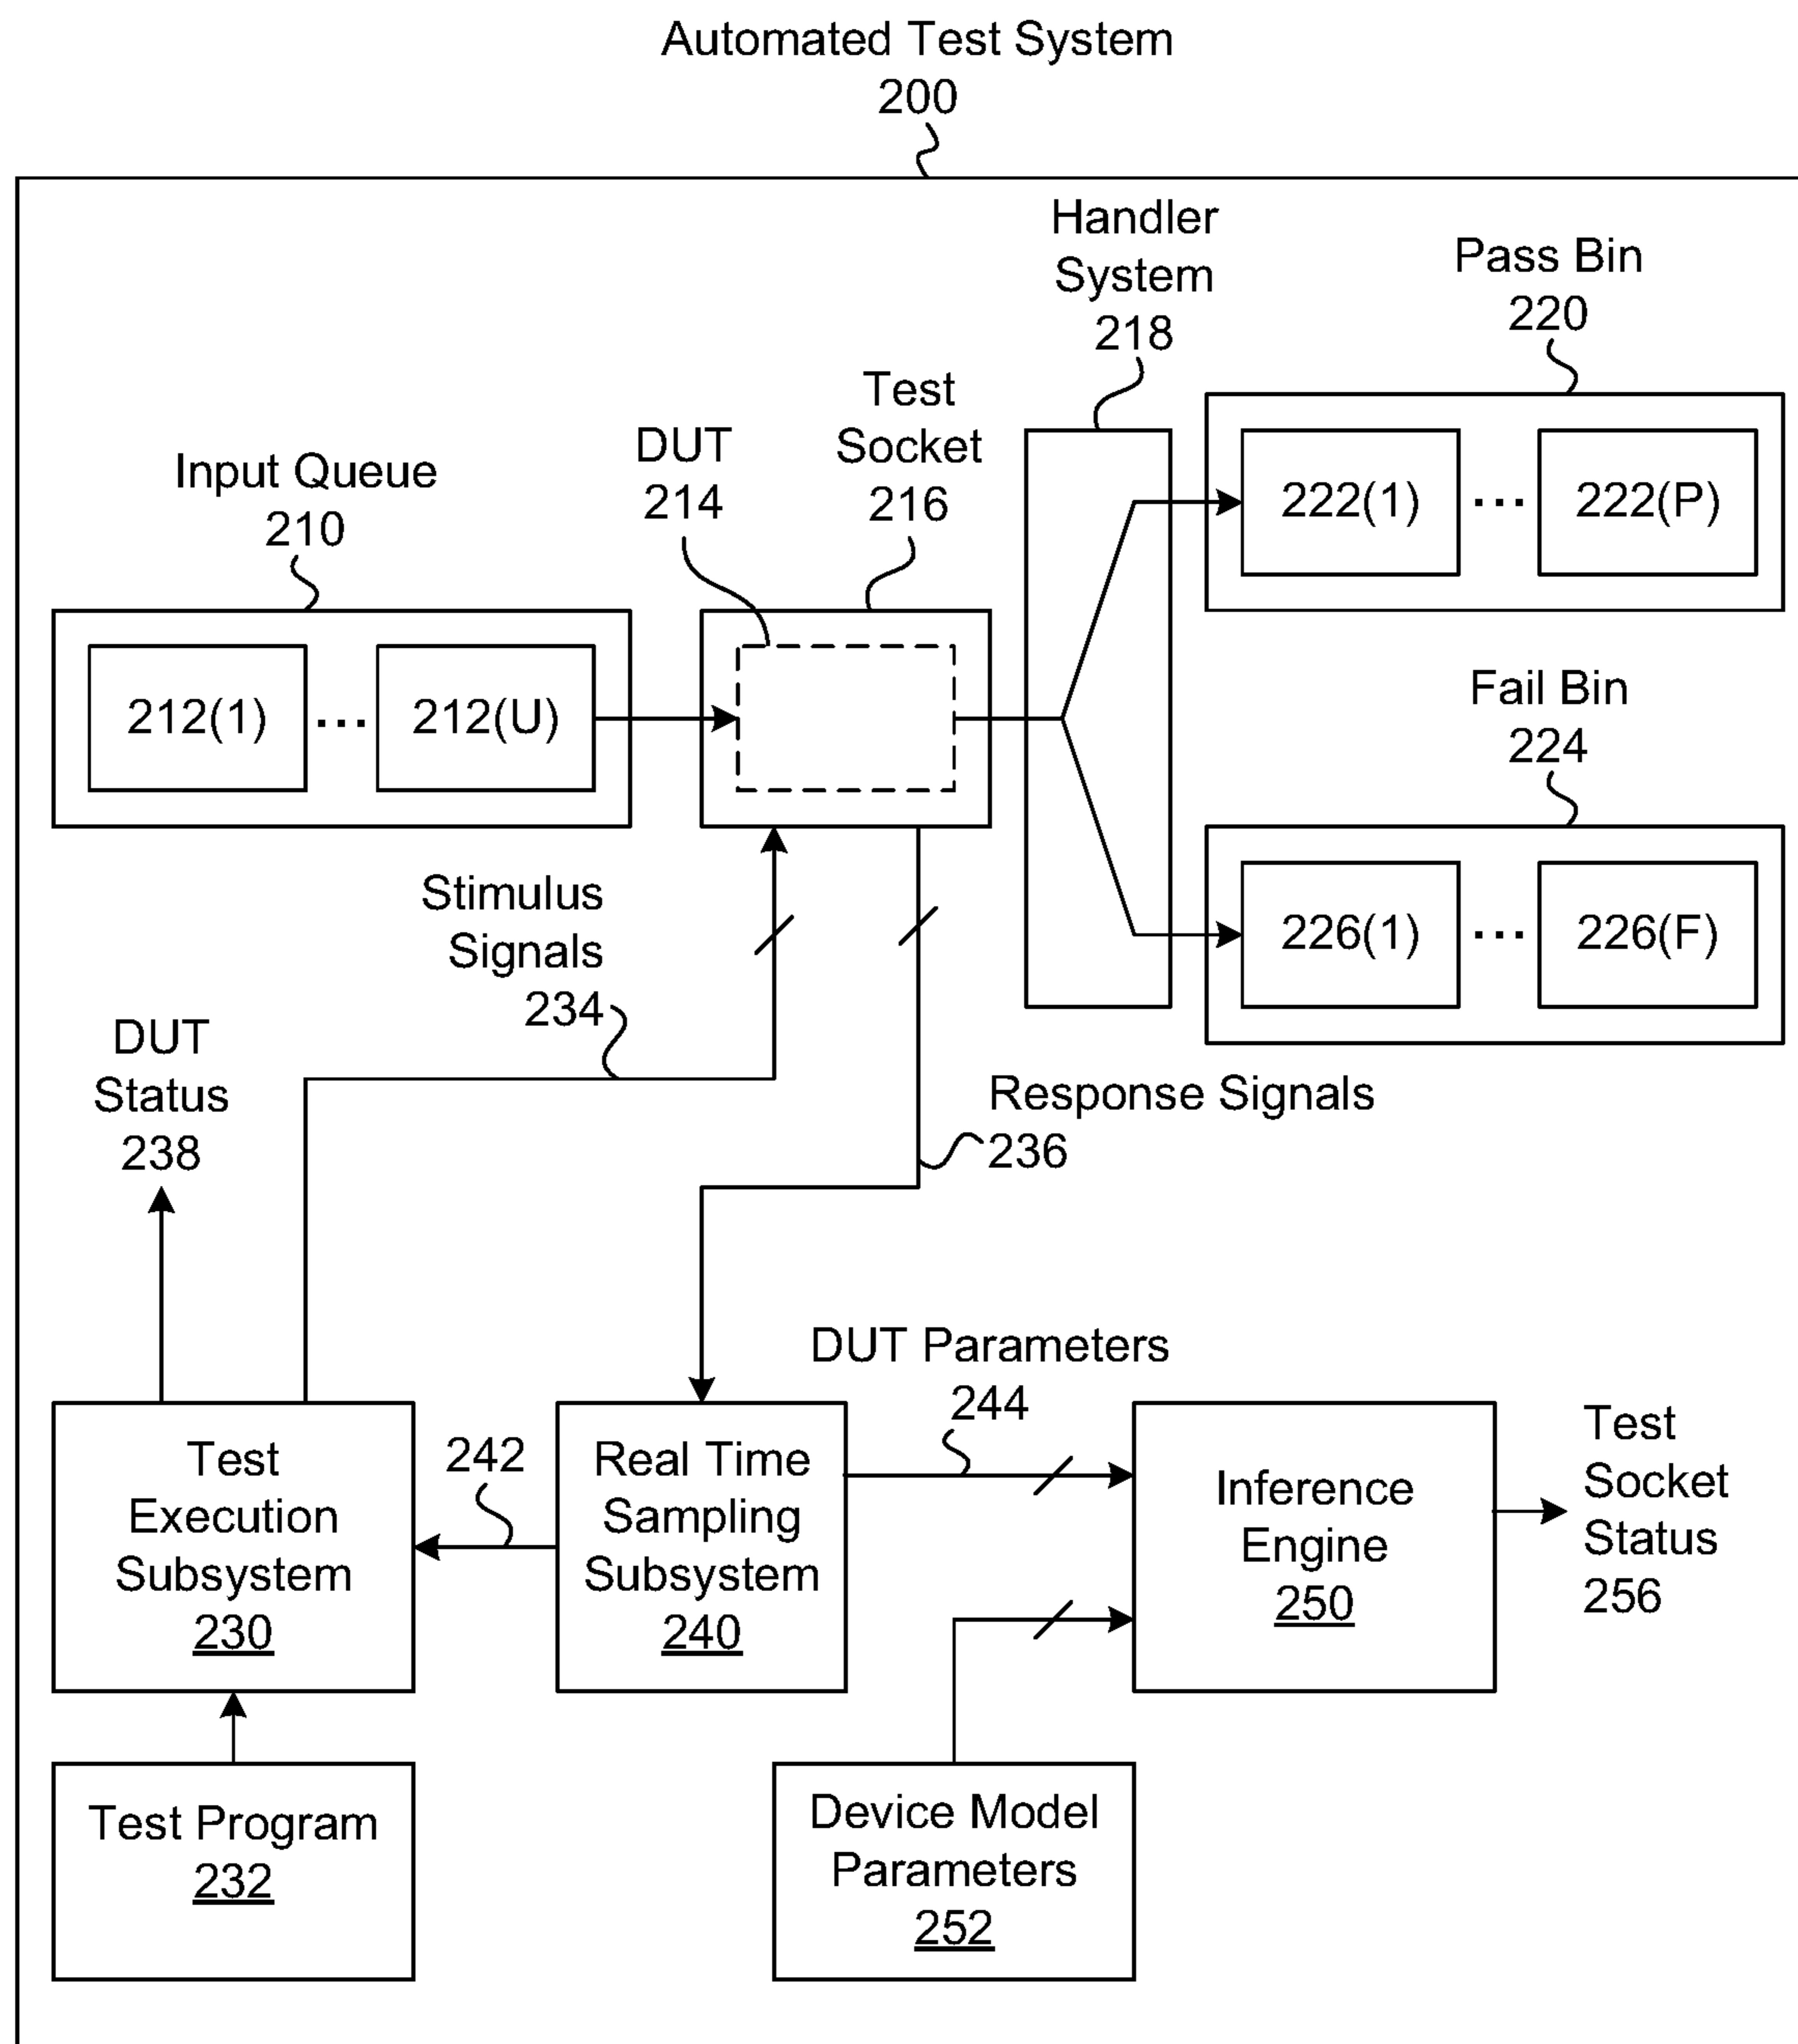 Automated Test System
200
Handler
System
218
Pass Bin
220
222(1)
...
222(P)
Test
Socket
216
DUT
214
Input Queue
210
212(1)
...
212(U)
Fail Bin
224
226(1)
...
226(F)
Stimulus
Signals
234
DUT
Status
238
Response Signals
236
DUT Parameters
244
Test
Execution
Subsystem
230
242
Real Time
Sampling
Subsystem
240
Inference
Engine
250
Test
Socket
Status
256
Test Program
232
Device Model
Parameters
252